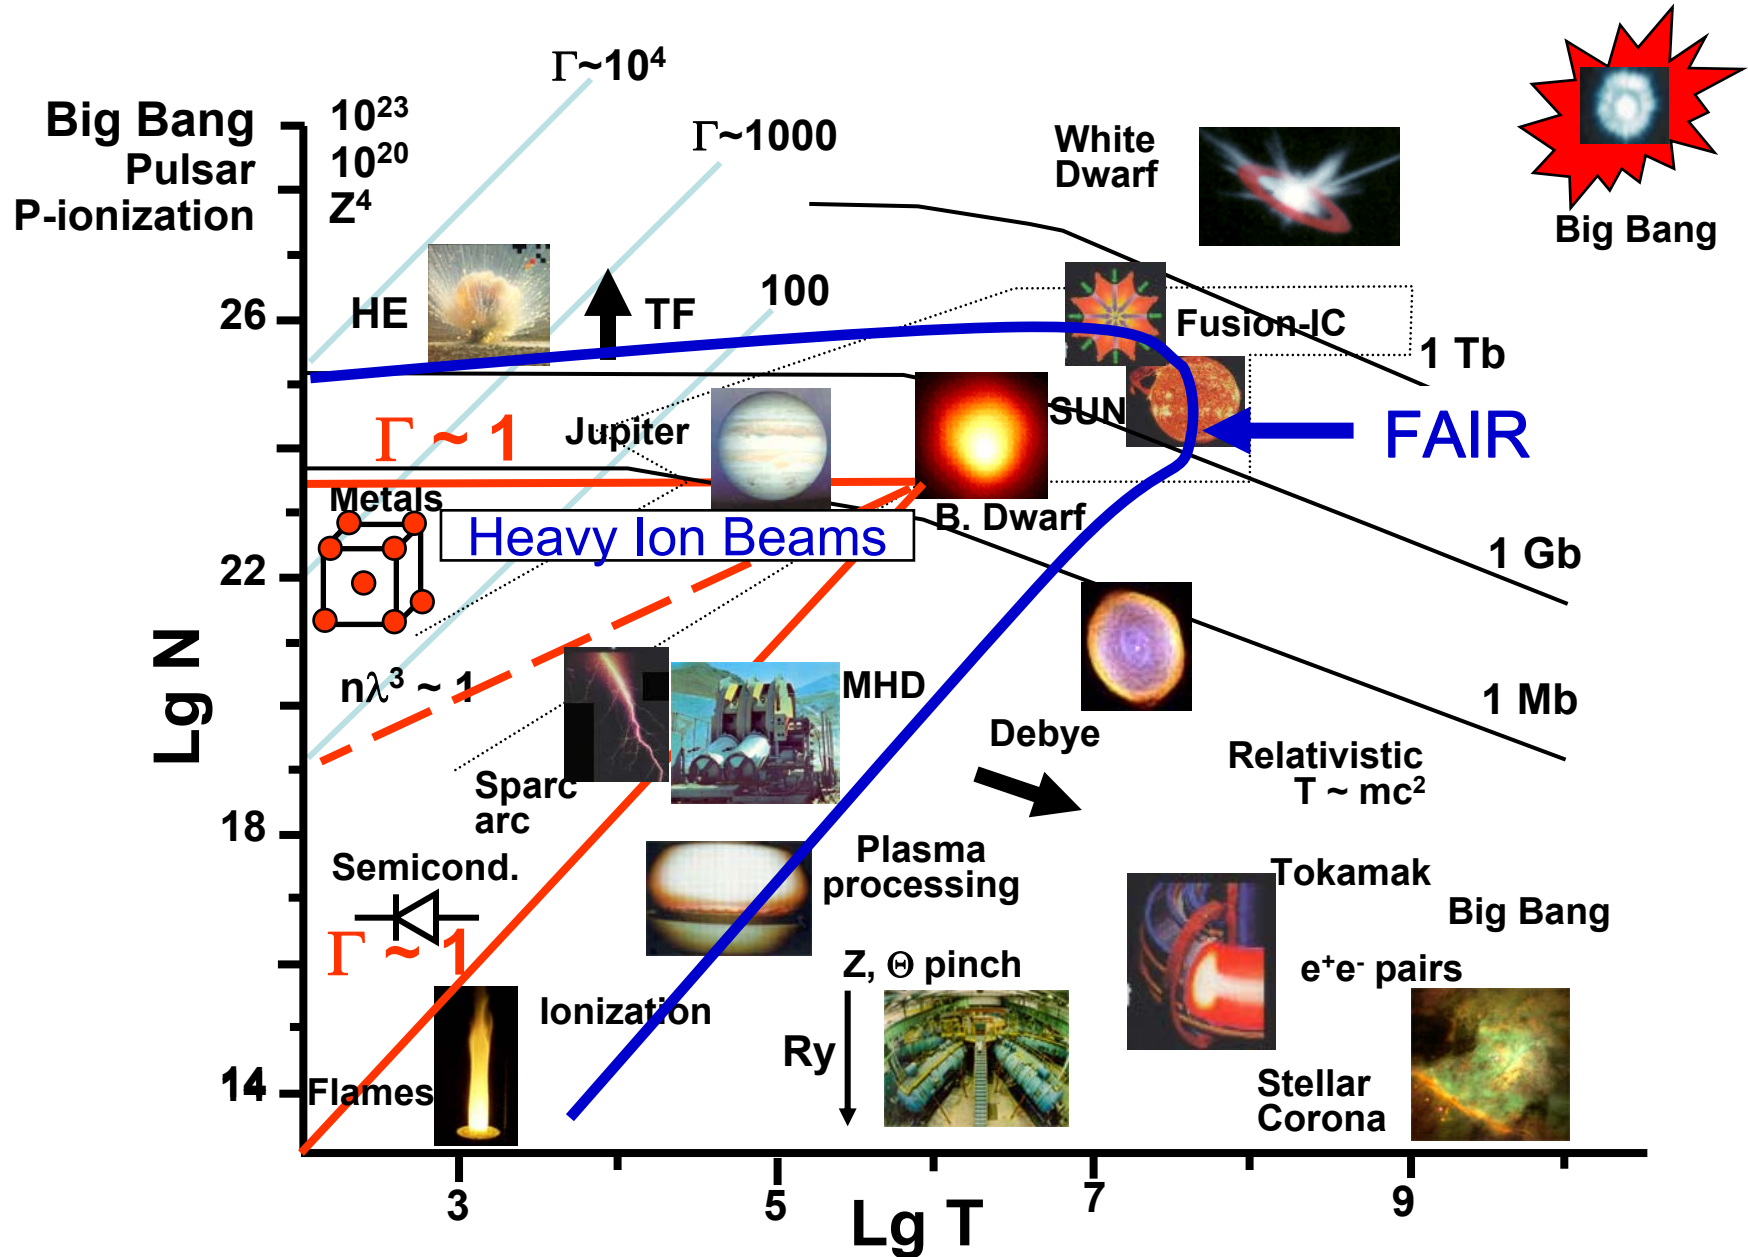 Γ~10⁴
Γ~1000
Big Bang 10²³
Pulsar 10²⁰
P-ionization Z⁴
White
Dwarf
Big Bang
100
HE
TF
26
Fusion-IC
1 Tb
Γ ~ 1
Jupiter
SUN
FAIR
Metals
Heavy Ion Beams
B. Dwarf
1 Gb
22
Lg N
nλ³ ~ 1
MHD
1 Mb
Debye
Relativistic
T ~ mc²
Sparc
arc
18
Semicond.
Plasma
processing
Tokamak
Big Bang
Γ ~ 1
Z, Θ pinch
e⁺e⁻ pairs
Ionization
Ry
14
Flames
Stellar
Corona
3
5
7
9
Lg T